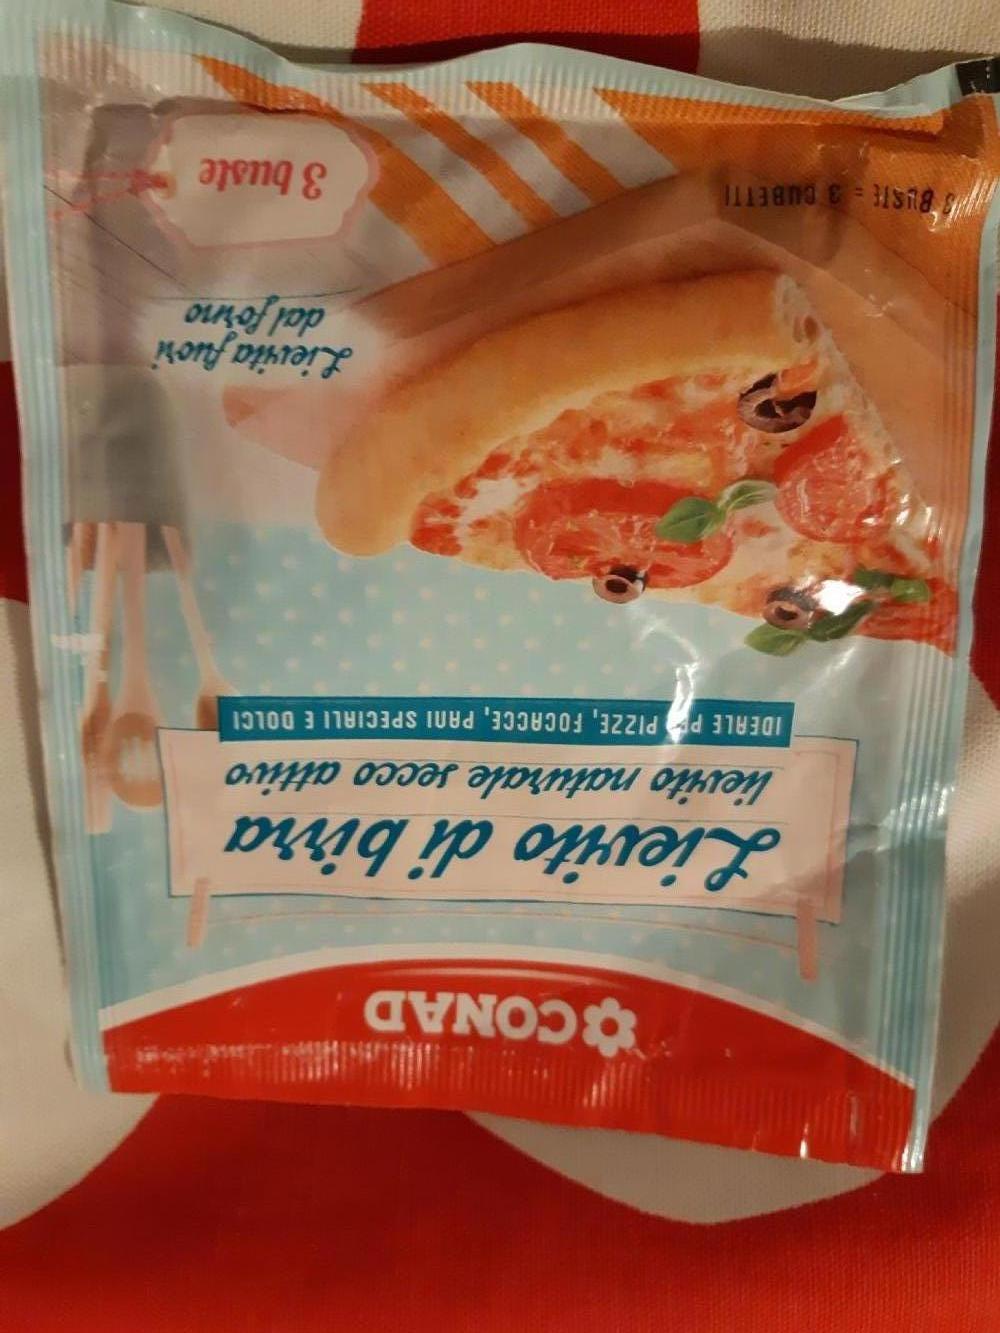 CONAD
Lievito di birra
lievito naturale secco attivo
IDEALE PER PIZZE, FOCACCE, PANI SPECIALI E DOLCI
Lievita fuori
dal forno
3 BUSTE = 3 CUBETTI
3 buste